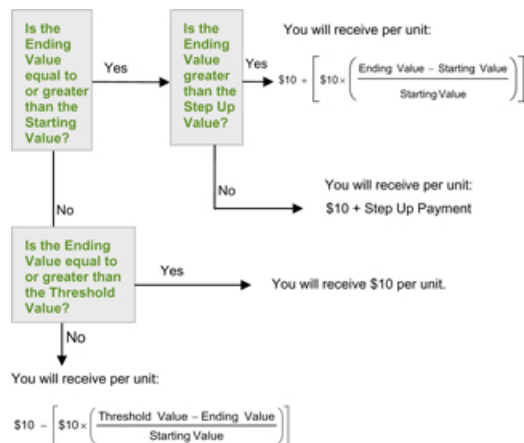 Is the
Ending
Value
equal to
or greater
than the
Starting
Value?
Yes
Is the
Ending
Value
greater
than the
Step Up
Value?
Yes
You will receive per unit:
$10 + [ $10 × ( Ending Value − Starting Value
Starting Value ) ]
No
You will receive per unit:
$10 + Step Up Payment
No
Is the Ending
Value equal to
or greater than
the Threshold
Value?
Yes
You will receive $10 per unit.
No
You will receive per unit:
$10 − [ $10 × ( Threshold Value − Ending Value
Starting Value ) ]